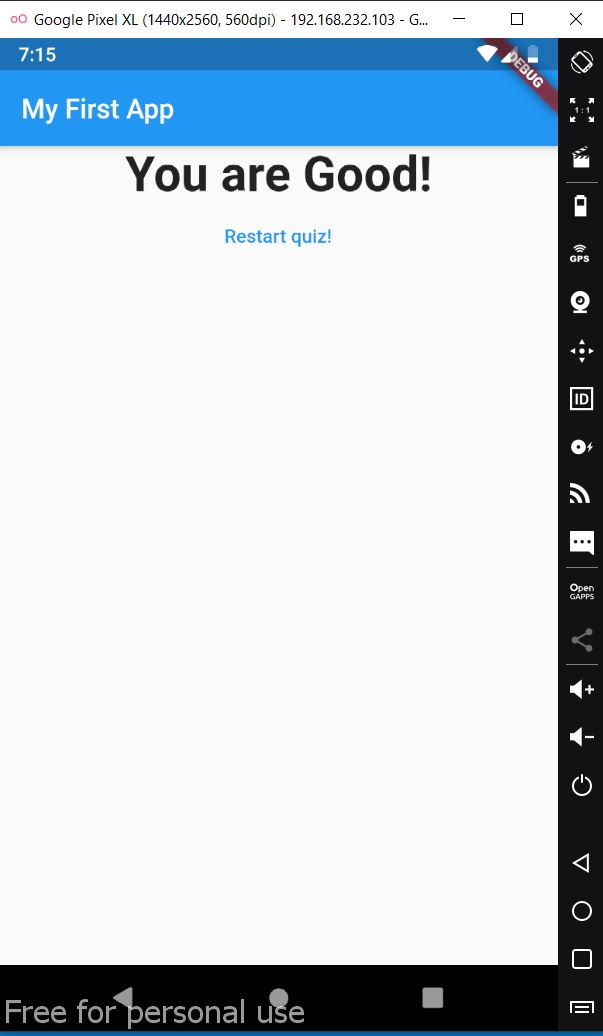 Google Pixel XL (1440x2560, 560dpi) - 192.168.232.103 - G...
7:15
DEBUG
My First App
1:1
You are Good!
Restart quiz!
GPS
ID
Open
GAPPS
Free for personal use